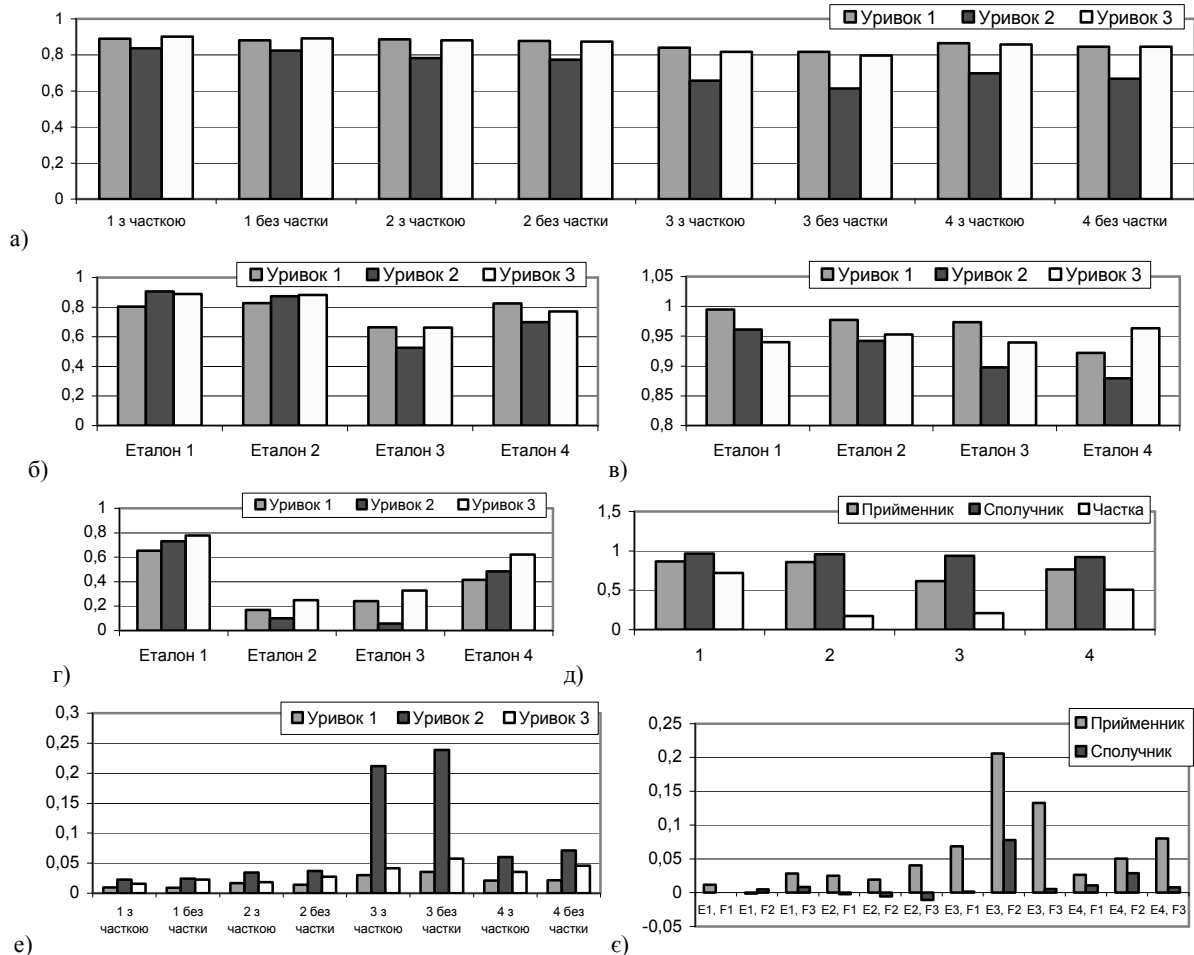 Уривок 1 Уривок 2 Уривок 3
1
0,8
0,6
0,4
0,2
0
1 з часткою 1 без частки 2 з часткою 2 без частки 3 з часткою 3 без частки 4 з часткою 4 без частки
а)
Уривок 1 Уривок 2 Уривок 3
1
0,8
0,6
0,4
0,2
0
Еталон 1 Еталон 2 Еталон 3 Еталон 4
б)
Уривок 1 Уривок 2 Уривок 3
1,05
1
0,95
0,9
0,85
0,8
Еталон 1 Еталон 2 Еталон 3 Еталон 4
в)
Уривок 1 Уривок 2 Уривок 3
1
0,8
0,6
0,4
0,2
0
Еталон 1 Еталон 2 Еталон 3 Еталон 4
г)
Прийменник Сполучник Частка
1,5
1
0,5
0
1 2 3 4
д)
Уривок 1 Уривок 2 Уривок 3
0,3
0,25
0,2
0,15
0,1
0,05
0
1 з 1 без 2 з 2 без 3 з 3 без 4 з 4 без
часткою частки часткою частки часткою частки часткою частки
е)
Прийменник
Сполучник
0,25
0,2
0,15
0,1
0,05
0
-0,05
E1, F1 E1, F2 E1, F3 E2, F1 E2, F2 E2, F3 E3, F1 E3, F2 E3, F3 E4, F1 E4, F2 E4, F3
є)